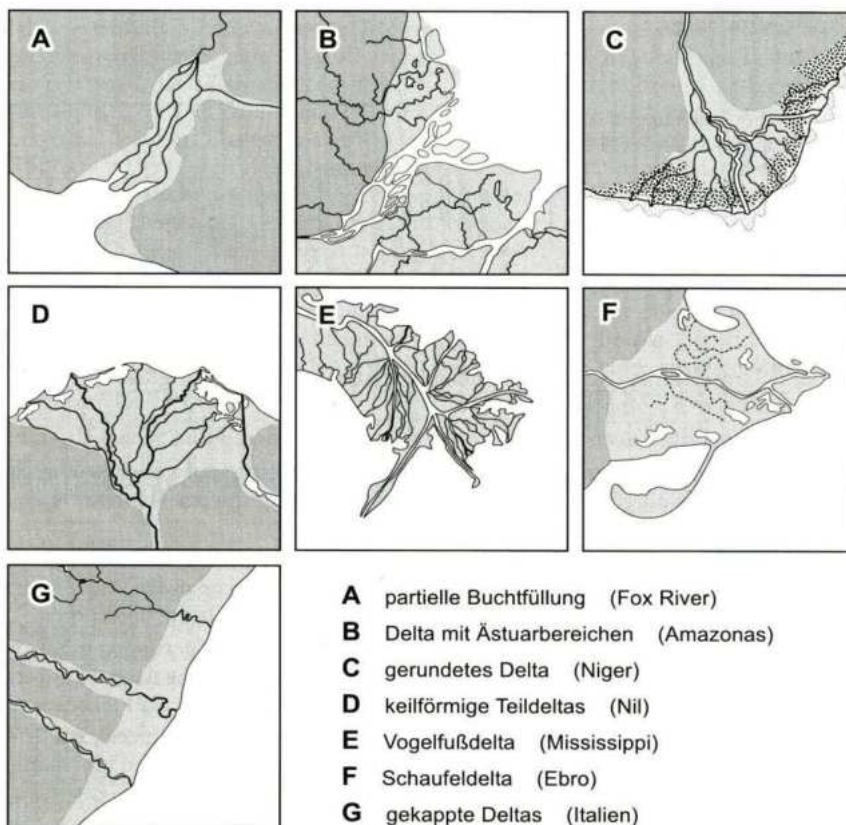 A
B
C
D
E
F
G
A partielle Buchtfüllung (Fox River)
B Delta mit Ästuarbereichen (Amazonas)
C gerundetes Delta (Niger)
D keilförmige Teildeltas (Nil)
E Vogelfußdelta (Mississippi)
F Schaufeldelta (Ebro)
G gekappte Deltas (Italien)